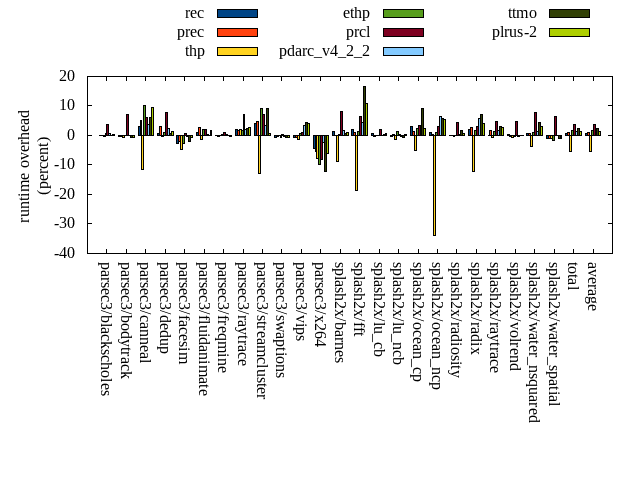 rec
ethp
ttmo
prec
prcl
plrus-2
thp
pdarc_v4_2_2
runtime overhead
(percent)
20
10
0
-10
-20
-30
-40
parsec3/blackscholes
parsec3/bodytrack
parsec3/canneal
parsec3/dedup
parsec3/facesim
parsec3/fluidanimate
parsec3/freqmine
parsec3/raytrace
parsec3/streamcluster
parsec3/swaptions
parsec3/vips
parsec3/x264
splash2x/barnes
splash2x/fft
splash2x/lu_cb
splash2x/lu_ncb
splash2x/ocean_cp
splash2x/ocean_ncp
splash2x/radiosity
splash2x/radix
splash2x/raytrace
splash2x/volrend
splash2x/water_nsquared
splash2x/water_spatial
total
average